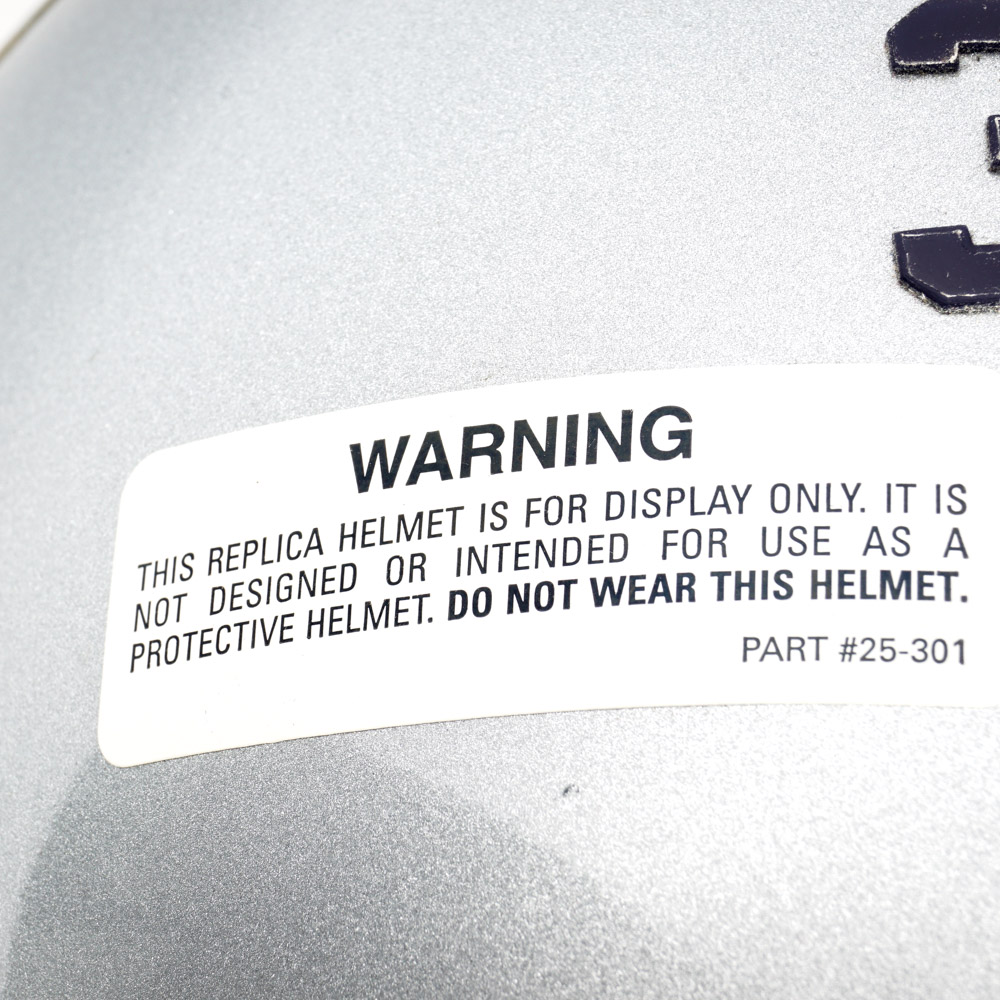 3
WARNING
THIS REPLICA HELMET IS FOR DISPLAY ONLY. IT IS
NOT DESIGNED OR INTENDED FOR USE AS A
PROTECTIVE HELMET. DO NOT WEAR THIS HELMET.
PART #25-301